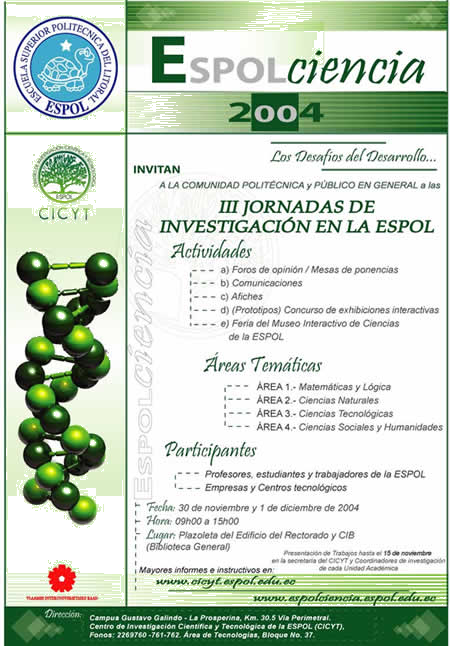 ESCUELA SUPERIOR POLITECNICA DEL LITORAL
ESPOL
ESPOLciencia
2004
Los Desafíos del Desarrollo...
INVITAN
ESPOL
CICYT
A LA COMUNIDAD POLITÉCNICA y PÚBLICO EN GENERAL a las
III JORNADAS DE
INVESTIGACIÓN EN LA ESPOL
Actividades
a) Foros de opinión / Mesas de ponencias
b) Comunicaciones
c) Afiches
d) (Prototipos) Concurso de exhibiciones interactivas
e) Feria del Museo Interactivo de Ciencias
de la ESPOL
ESPOLciencia
Áreas Temáticas
ÁREA 1.- Matemáticas y Lógica
ÁREA 2.- Ciencias Naturales
ÁREA 3.- Ciencias Tecnológicas
ÁREA 4.- Ciencias Sociales y Humanidades
Participantes
Profesores, estudiantes y trabajadores de la ESPOL
Empresas y Centros tecnológicos
Fecha: 30 de noviembre y 1 de diciembre de 2004
Hora: 09h00 a 15h00
Lugar: Plazoleta del Edificio del Rectorado y CIB
(Biblioteca General)
Presentación de Trabajos hasta el 15 de noviembre
en la secretaría del CICYT y Coordinadores de investigación
de cada Unidad Académica
Mayores informes e instructivos en:
www.cicyt.espol.edu.ec
www.espolciencia.espol.edu.ec
VLAAMSE INTERUNIVERSITAIRE RAAD
Dirección: Campus Gustavo Galindo - La Prosperina, Km. 30.5 Vía Perimetral.
Centro de Investigación Científica y Tecnológica de la ESPOL (CICYT),
Fonos: 2269760 -761-762. Área de Tecnologías, Bloque No. 37.